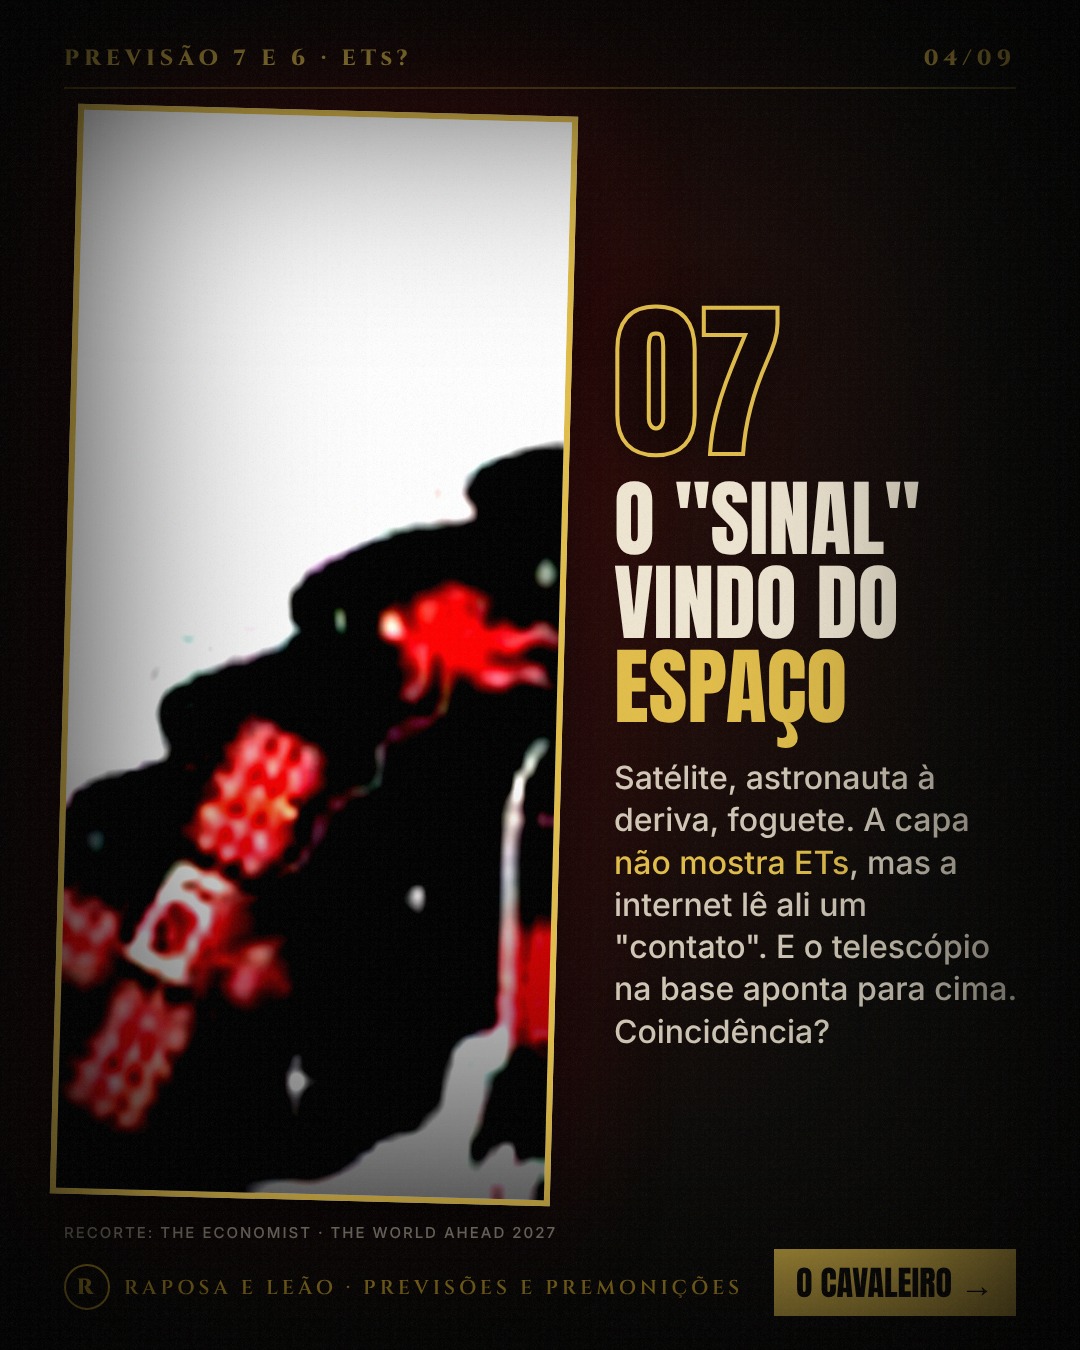 PREVISÃO 7 E 6 · ETs?
04/09
07
O "SINAL"
VINDO DO
ESPAÇO
Satélite, astronauta à
deriva, foguete. A capa
não mostra ETs, mas a
internet lê ali um
"contato". E o telescópio
na base aponta para cima.
Coincidência?
RECORTE: THE ECONOMIST · THE WORLD AHEAD 2027
R RAPOSA E LEÃO · PREVISÕES E PREMONIÇÕES
O CAVALEIRO →